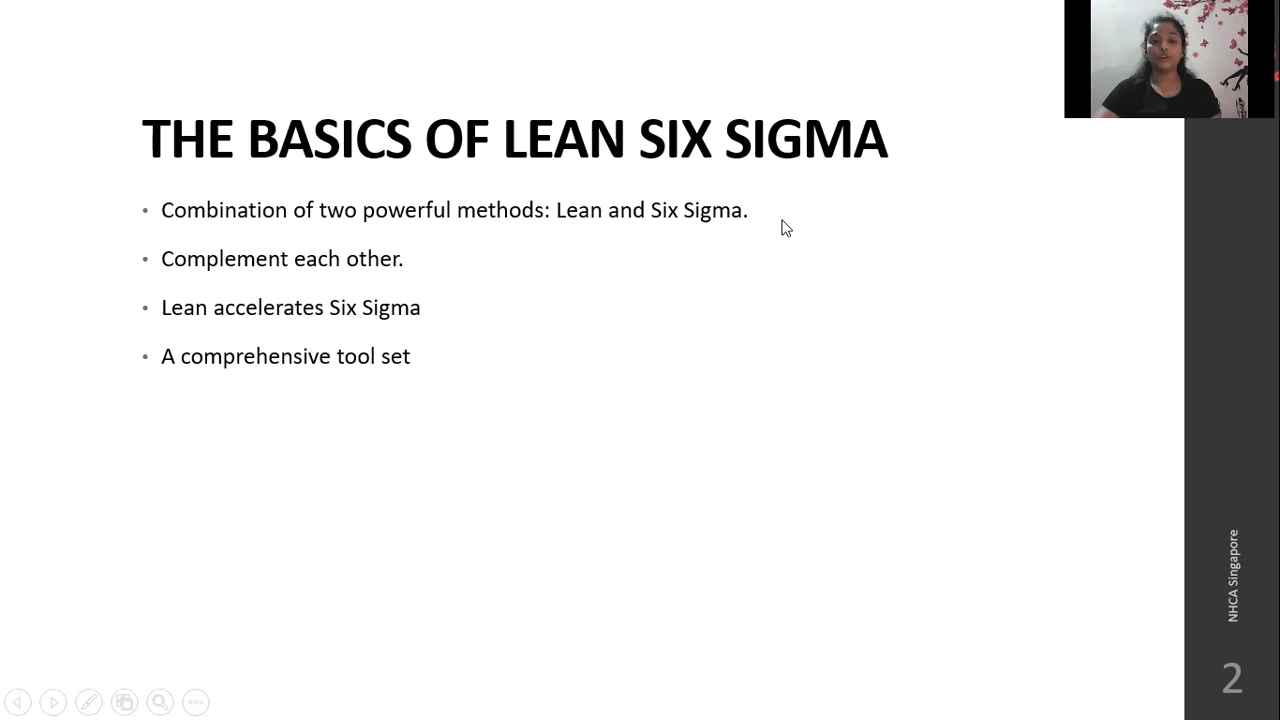 THE BASICS OF LEAN SIX SIGMA
• Combination of two powerful methods: Lean and Six Sigma.
• Complement each other.
• Lean accelerates Six Sigma
• A comprehensive tool set
NHCA Singapore
2